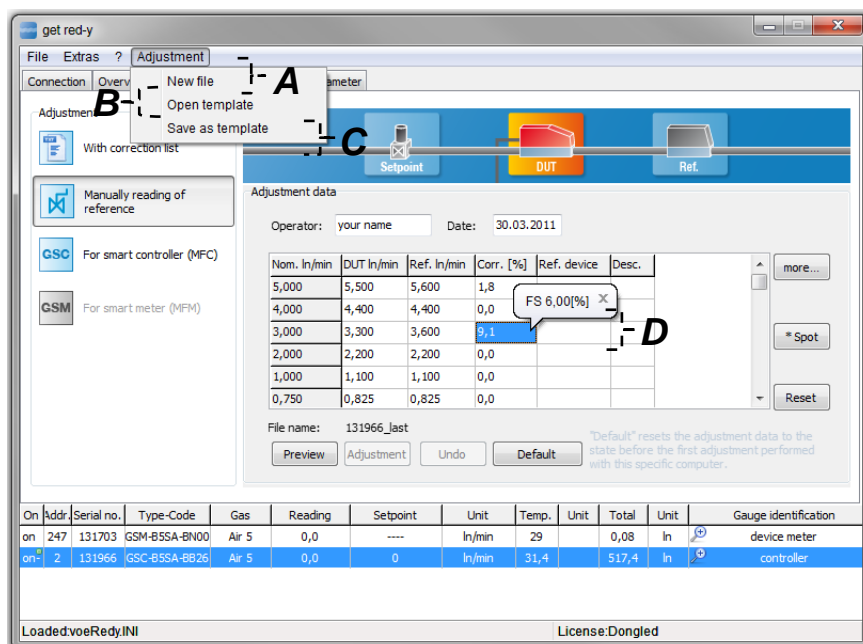 get red-y
File Extras ? Adjustment
Connection Overv ameter
New file
A
B
Open template
Save as template
C
Adjustment
With correction list
Manually reading of
reference
GSC For smart controller (MFC)
GSM For smart meter (MFM)
Setpoint DUT Ref.
Adjustment data
Operator: your name Date: 30.03.2011
Nom. ln/min DUT ln/min Ref. ln/min Corr. [%] Ref. device Desc.
5,000 5,500 5,600 1,8
4,000 4,400 4,400 0,0
FS 6,00[%] X
3,000 3,300 3,600 9,1
D
2,000 2,200 2,200 0,0
1,000 1,100 1,100 0,0
0,750 0,825 0,825 0,0
more...
* Spot
Reset
File name: 131966_last
Preview Adjustment Undo Default
"Default" resets the adjustment data to the
state before the first adjustment performed
with this specific computer.
On Addr. Serial no. Type-Code Gas Reading Setpoint Unit Temp. Unit Total Unit Gauge identification
on 247 131703 GSM-B5SA-BN00 Air 5 0,0 ---- ln/min 29 0,08 ln device meter
on- 2 131966 GSC-B5SA-BB26 Air 5 0,0 0 ln/min 31,4 517,4 ln controller
Loaded:voeRedy.INI License:Dongled